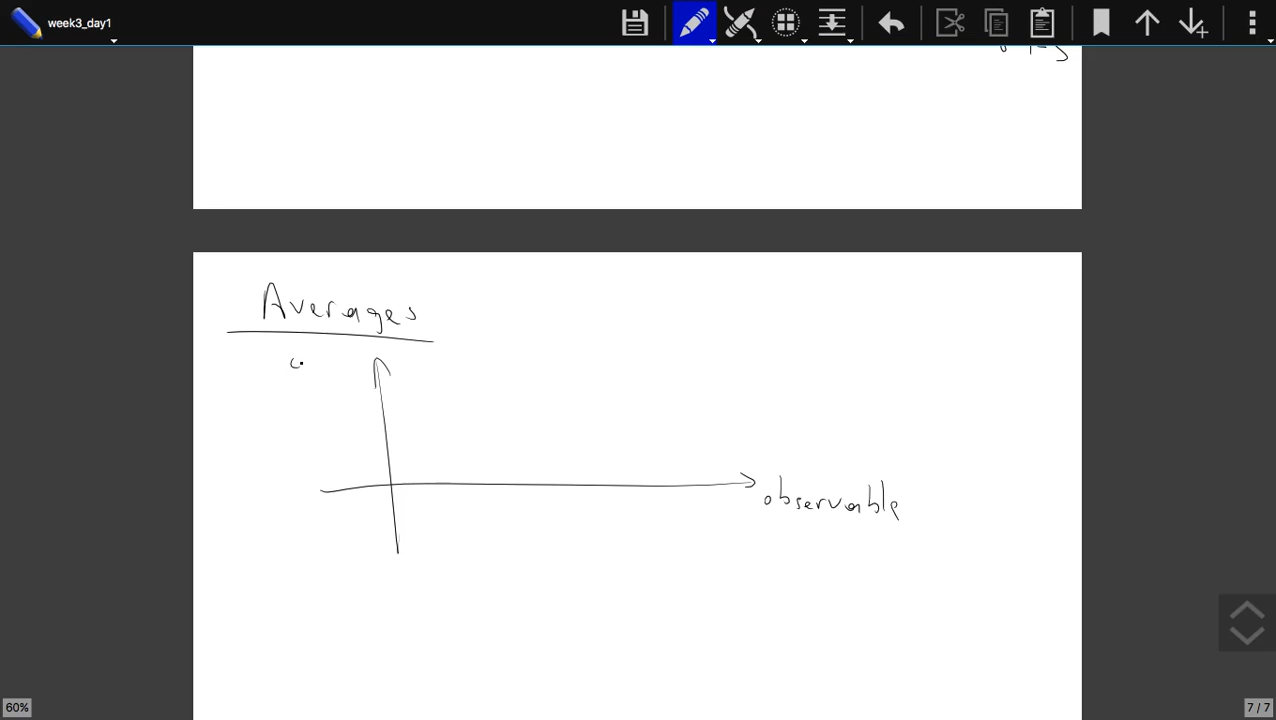 week3_day1
Averages
observable
60%
7 / 7